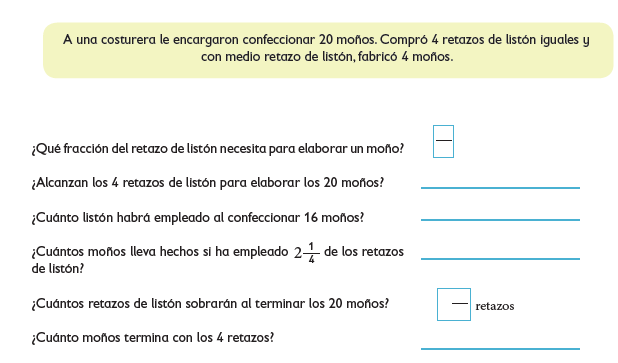 A una costurera le encargaron confeccionar 20 moños. Compró 4 retazos de listón iguales y
con medio retazo de listón, fabricó 4 moños.
¿Qué fracción del retazo de listón necesita para elaborar un moño?
¿Alcanzan los 4 retazos de listón para elaborar los 20 moños?
¿Cuánto listón habrá empleado al confeccionar 16 moños?
¿Cuántos moños lleva hechos si ha empleado 2 1/4 de los retazos
de listón?
¿Cuántos retazos de listón sobrarán al terminar los 20 moños?
retazos
¿Cuánto moños termina con los 4 retazos?